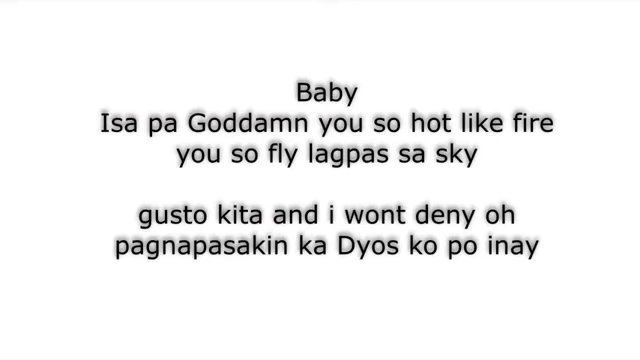 Baby
Isa pa Goddamn you so hot like fire
you so fly lagpas sa sky
gusto kita and i wont deny oh
pagnapasakin ka Dyos ko po inay